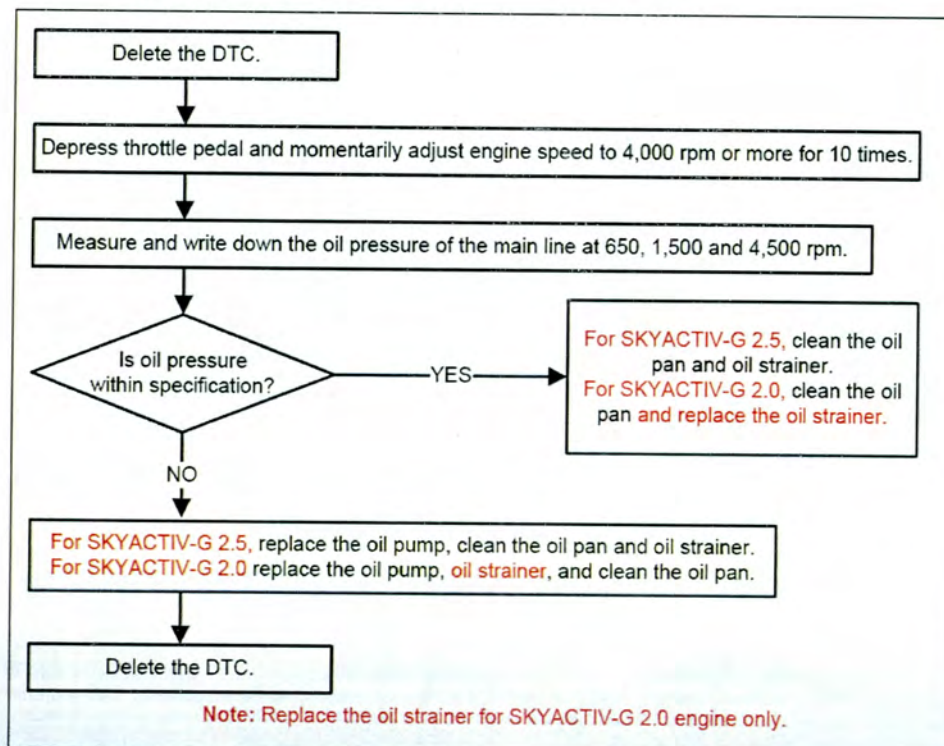 Delete the DTC.
Depress throttle pedal and momentarily adjust engine speed to 4,000 rpm or more for 10 times.
Measure and write down the oil pressure of the main line at 650, 1,500 and 4,500 rpm.
Is oil pressure
within specification?
YES
For SKYACTIV-G 2.5, clean the oil
pan and oil strainer.
For SKYACTIV-G 2.0, clean the oil
pan and replace the oil strainer.
NO
For SKYACTIV-G 2.5, replace the oil pump, clean the oil pan and oil strainer.
For SKYACTIV-G 2.0 replace the oil pump, oil strainer, and clean the oil pan.
Delete the DTC.
Note: Replace the oil strainer for SKYACTIV-G 2.0 engine only.